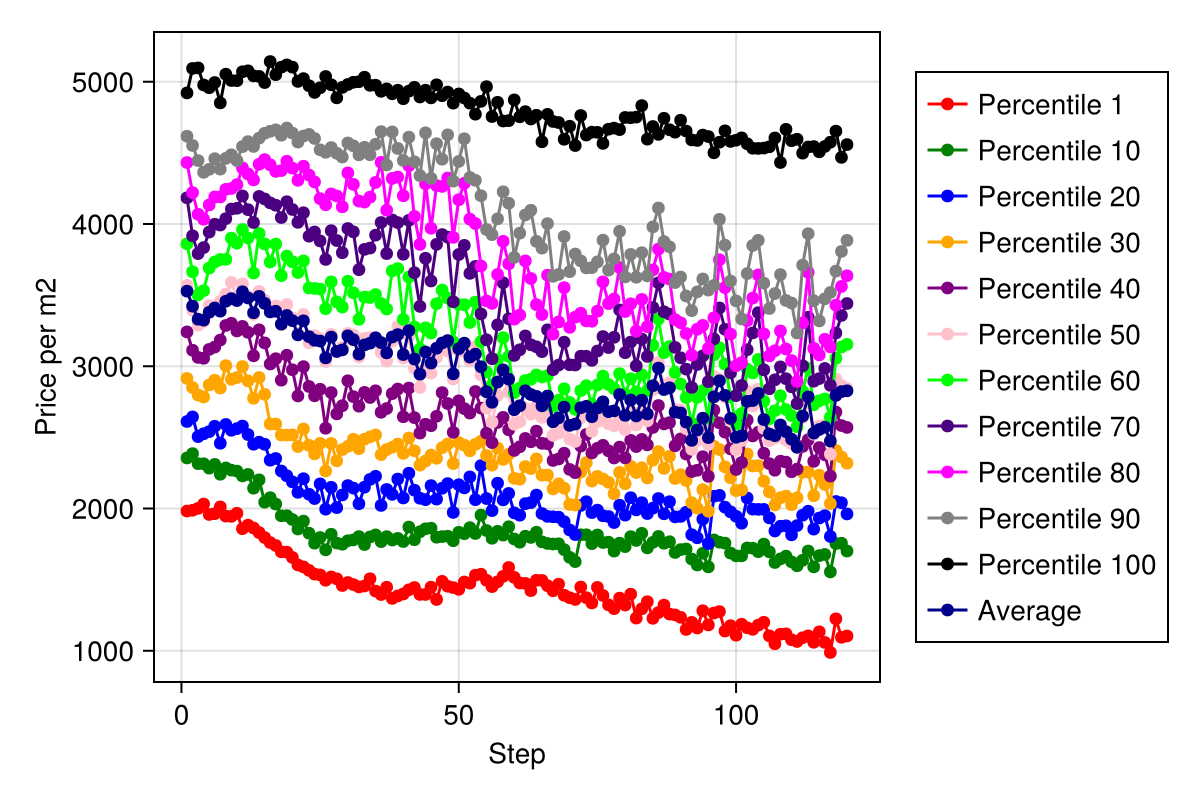 5000
4000
3000
2000
1000
Price per m2
0
50
100
Step
Percentile 1
Percentile 10
Percentile 20
Percentile 30
Percentile 40
Percentile 50
Percentile 60
Percentile 70
Percentile 80
Percentile 90
Percentile 100
Average